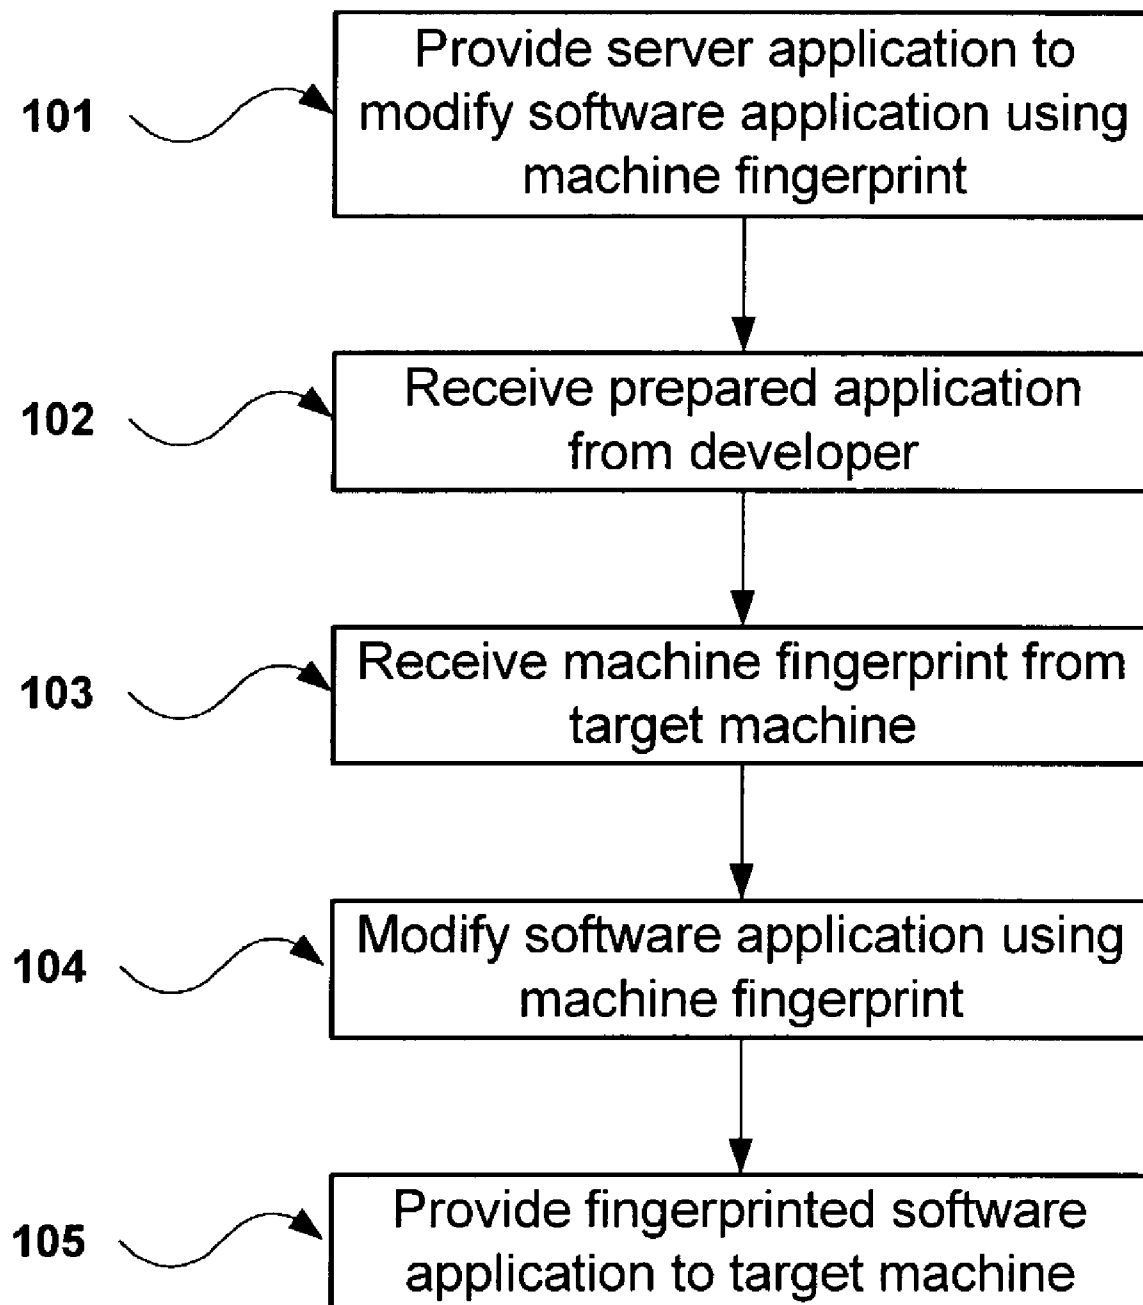 101
Provide server application to
modify software application using
machine fingerprint
102
Receive prepared application
from developer
103
Receive machine fingerprint from
target machine
104
Modify software application using
machine fingerprint
105
Provide fingerprinted software
application to target machine